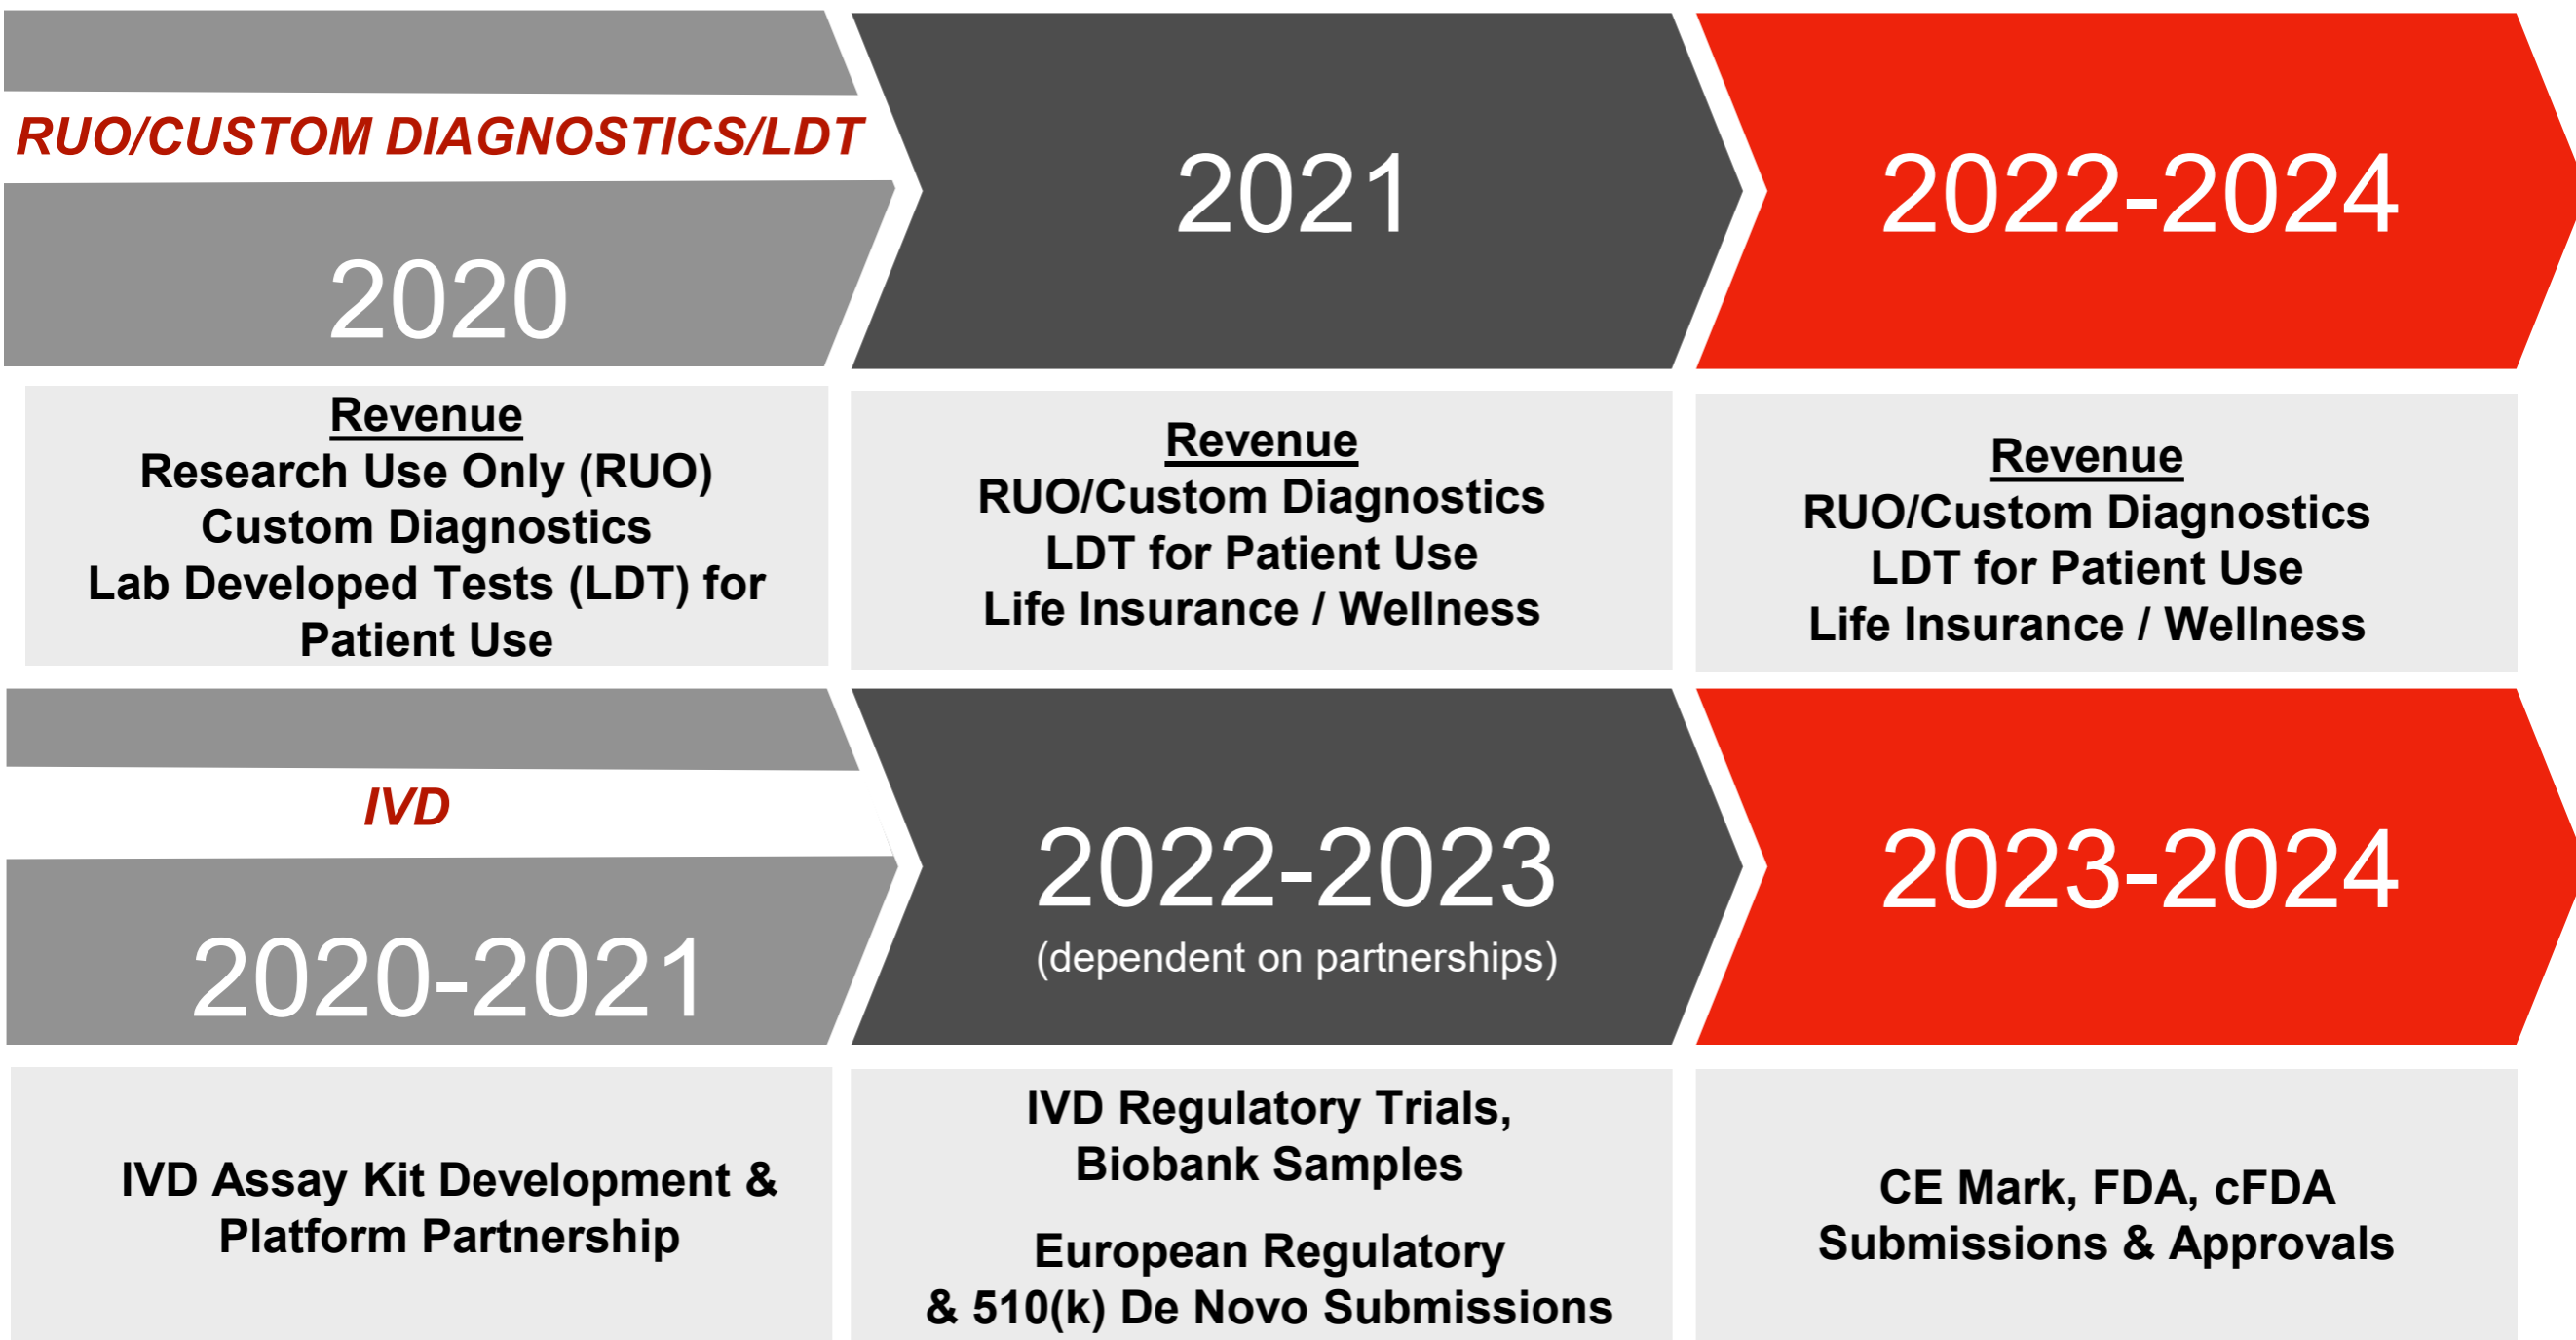 RUO/CUSTOM DIAGNOSTICS/LDT
2020
2021
2022-2024
Revenue
Research Use Only (RUO)
Custom Diagnostics
Lab Developed Tests (LDT) for
Patient Use
Revenue
RUO/Custom Diagnostics
LDT for Patient Use
Life Insurance / Wellness
Revenue
RUO/Custom Diagnostics
LDT for Patient Use
Life Insurance / Wellness
IVD
2020-2021
2022-2023
(dependent on partnerships)
2023-2024
IVD Assay Kit Development &
Platform Partnership
IVD Regulatory Trials,
Biobank Samples
European Regulatory
& 510(k) De Novo Submissions
CE Mark, FDA, cFDA
Submissions & Approvals